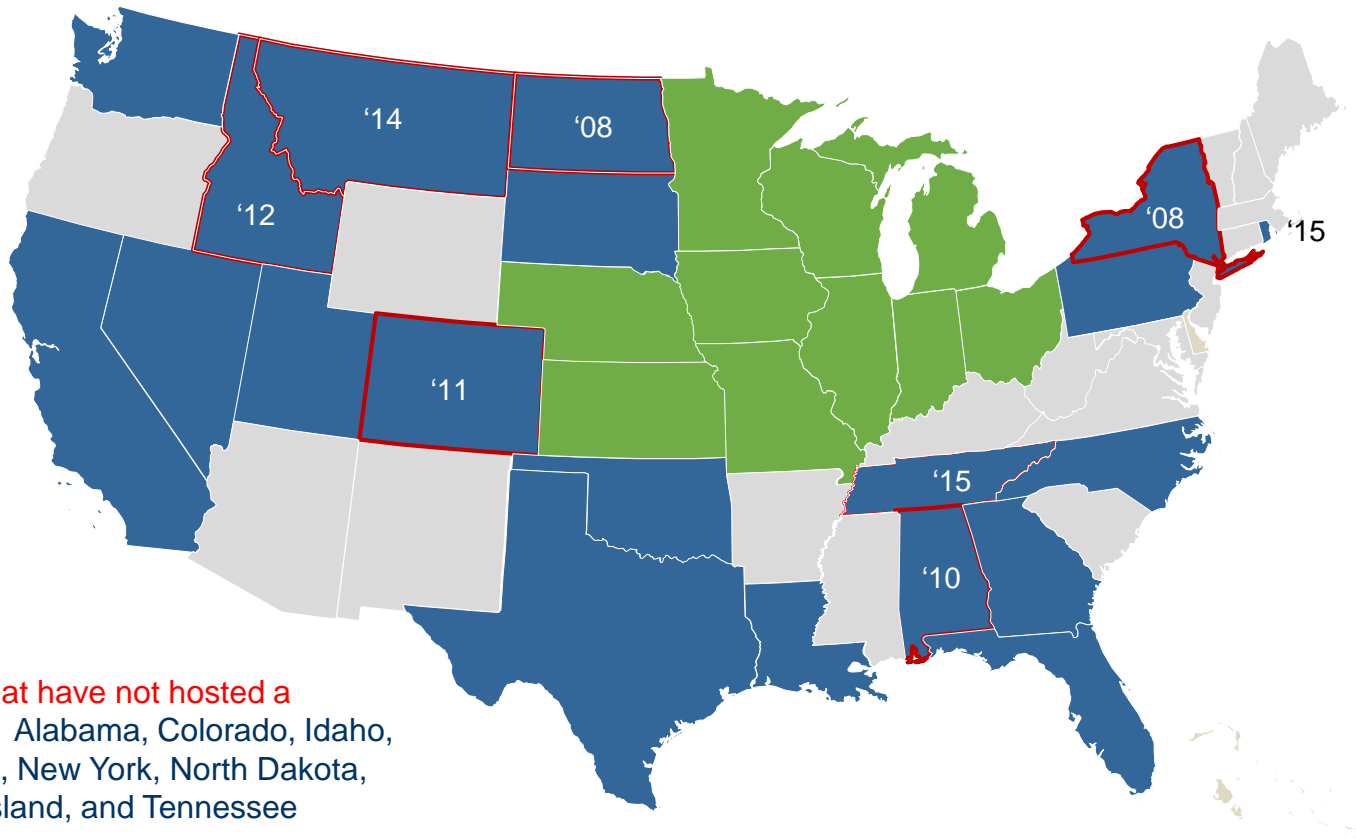 ‘14
‘08
‘12
‘08
‘15
‘11
‘15
‘10
at have not hosted a
Alabama, Colorado, Idaho,
, New York, North Dakota,
sland, and Tennessee